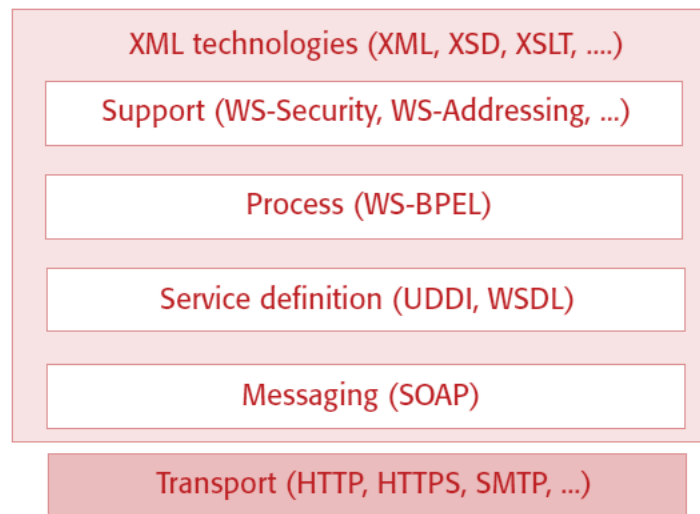 XML technologies (XML, XSD, XSLT, ....)
Support (WS-Security, WS-Addressing, ...)
Process (WS-BPEL)
Service definition (UDDI, WSDL)
Messaging (SOAP)
Transport (HTTP, HTTPS, SMTP, ...)